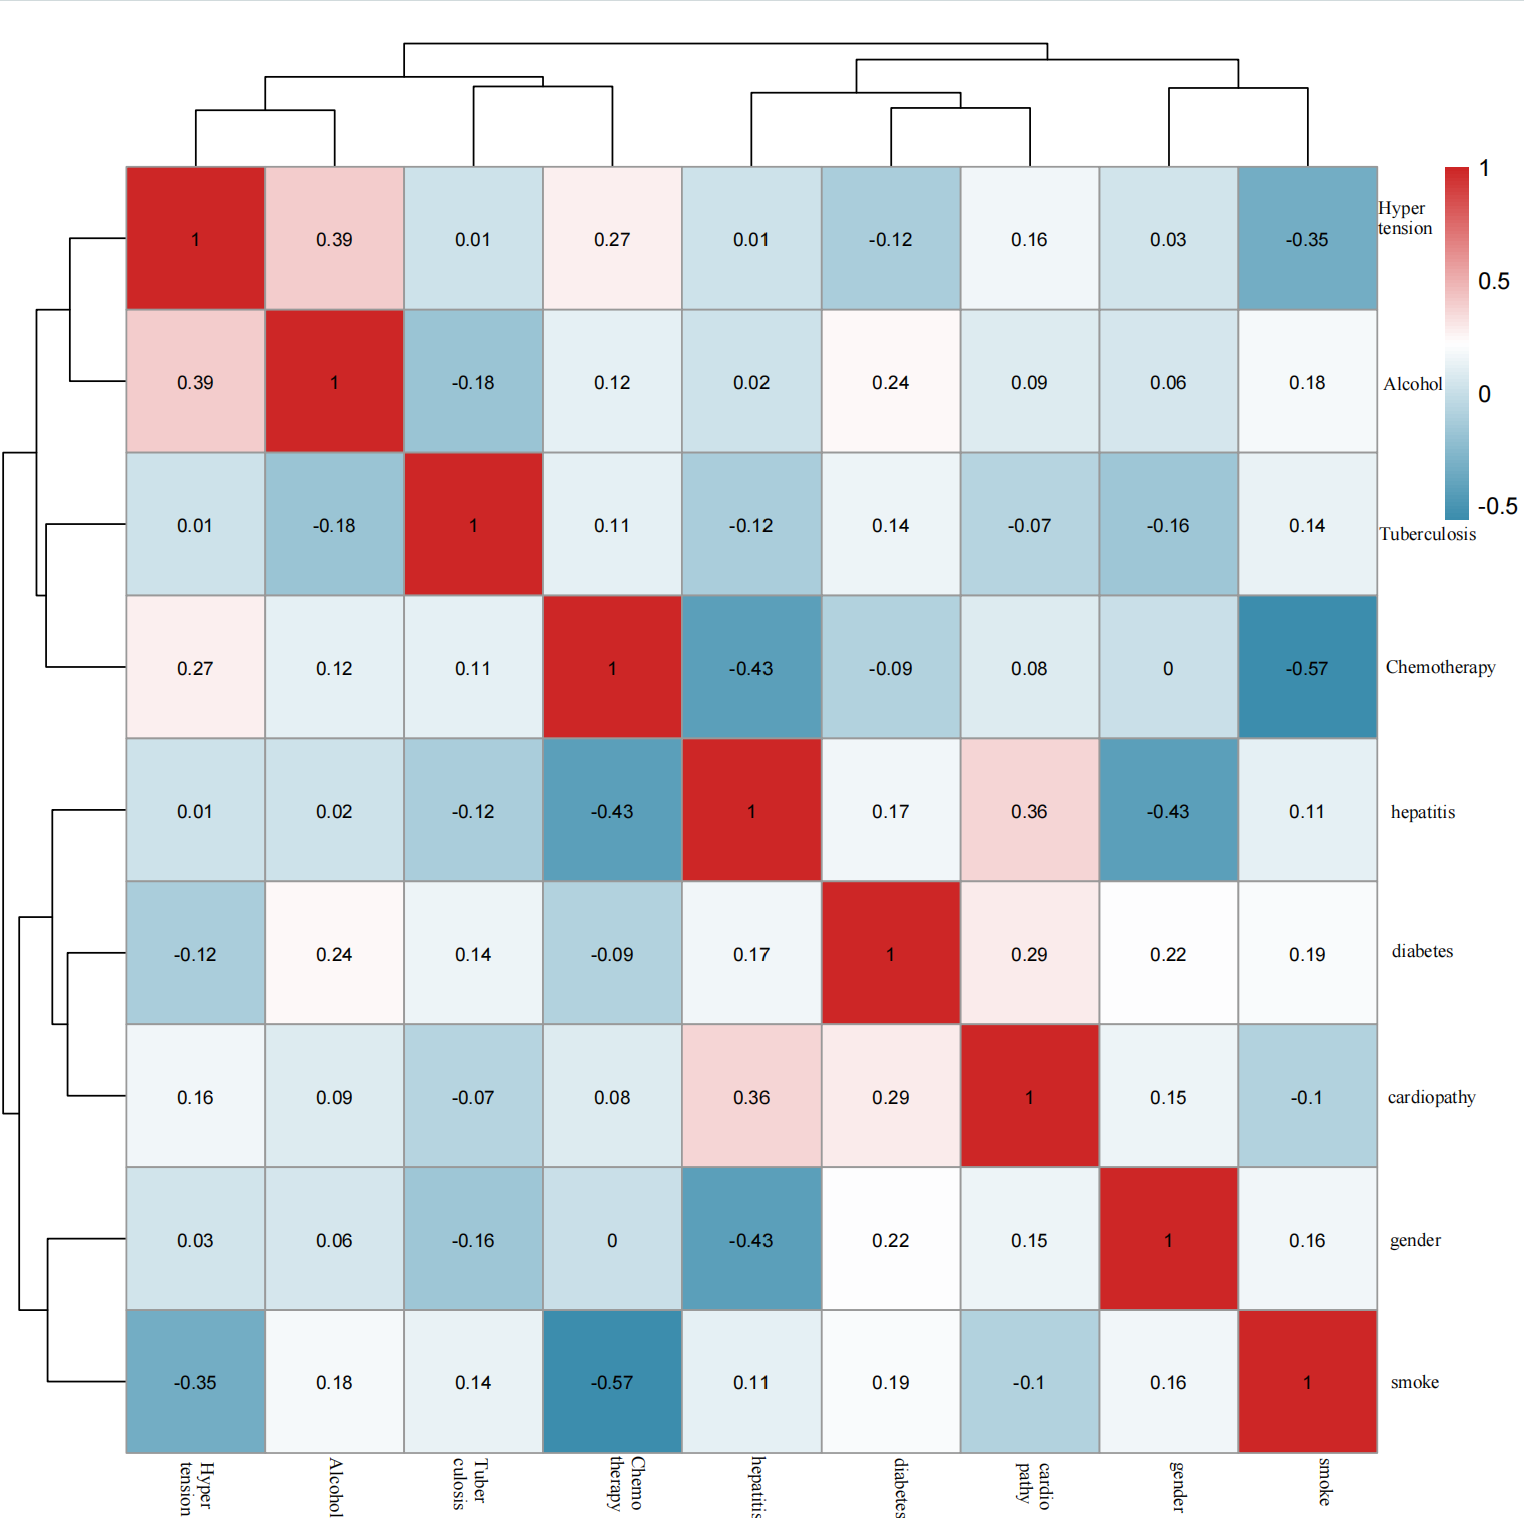 1
0.5
0
-0.5
1 0.39 0.01 0.27 0.01 -0.12 0.16 0.03 -0.35
Hyper
tension
0.39 1 -0.18 0.12 0.02 0.24 0.09 0.06 0.18 Alcohol
0.01 -0.18 1 0.11 -0.12 0.14 -0.07 -0.16 0.14 Tuberculosis
0.27 0.12 0.11 1 -0.43 -0.09 0.08 0 -0.57 Chemotherapy
0.01 0.02 -0.12 -0.43 1 0.17 0.36 -0.43 0.11 hepatitis
-0.12 0.24 0.14 -0.09 0.17 1 0.29 0.22 0.19 diabetes
0.16 0.09 -0.07 0.08 0.36 0.29 1 0.15 -0.1 cardiopathy
0.03 0.06 -0.16 0 -0.43 0.22 0.15 1 0.16 gender
-0.35 0.18 0.14 -0.57 0.11 0.19 -0.1 0.16 1 smoke
Hyper
tension
Alcohol
Tuber
culosis
Chemo
therapy
hepatitis
diabetes
cardio
pathy
gender
smoke